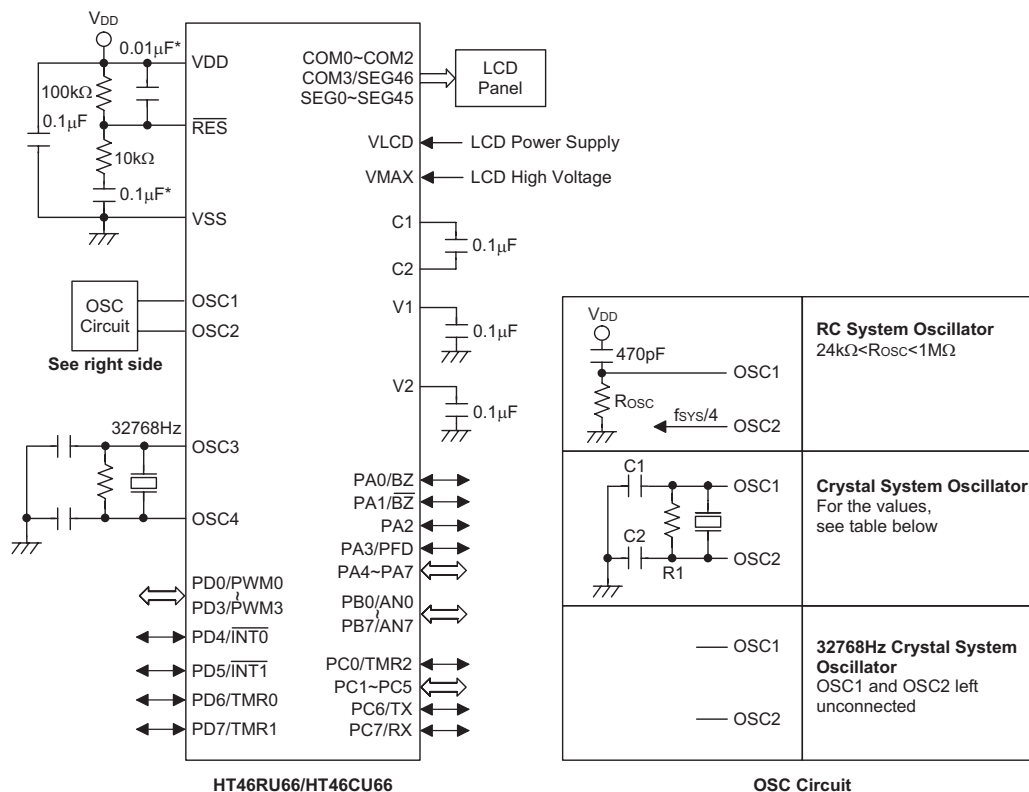 VDD
0.01μF*
VDD
100kΩ
0.1μF
RES
10kΩ
0.1μF*
VSS
OSC
Circuit
OSC1
OSC2
See right side
32768Hz
OSC3
OSC4
PD0/PWM0
~
PD3/PWM3
PD4/INT0
PD5/INT1
PD6/TMR0
PD7/TMR1
COM0~COM2
COM3/SEG46
SEG0~SEG45
LCD
Panel
VLCD
LCD Power Supply
VMAX
LCD High Voltage
C1
0.1μF
C2
V1
0.1μF
V2
0.1μF
PA0/BZ
PA1/BZ
PA2
PA3/PFD
PA4~PA7
PB0/AN0
~
PB7/AN7
PC0/TMR2
PC1~PC5
PC6/TX
PC7/RX
HT46RU66/HT46CU66
VDD
470pF
OSC1
ROSC
fSYS/4
OSC2
RC System Oscillator
24kΩ<ROSC<1MΩ
C1
OSC1
C2
R1
OSC2
Crystal System Oscillator
For the values,
see table below
OSC1
OSC2
32768Hz Crystal System
Oscillator
OSC1 and OSC2 left
unconnected
OSC Circuit